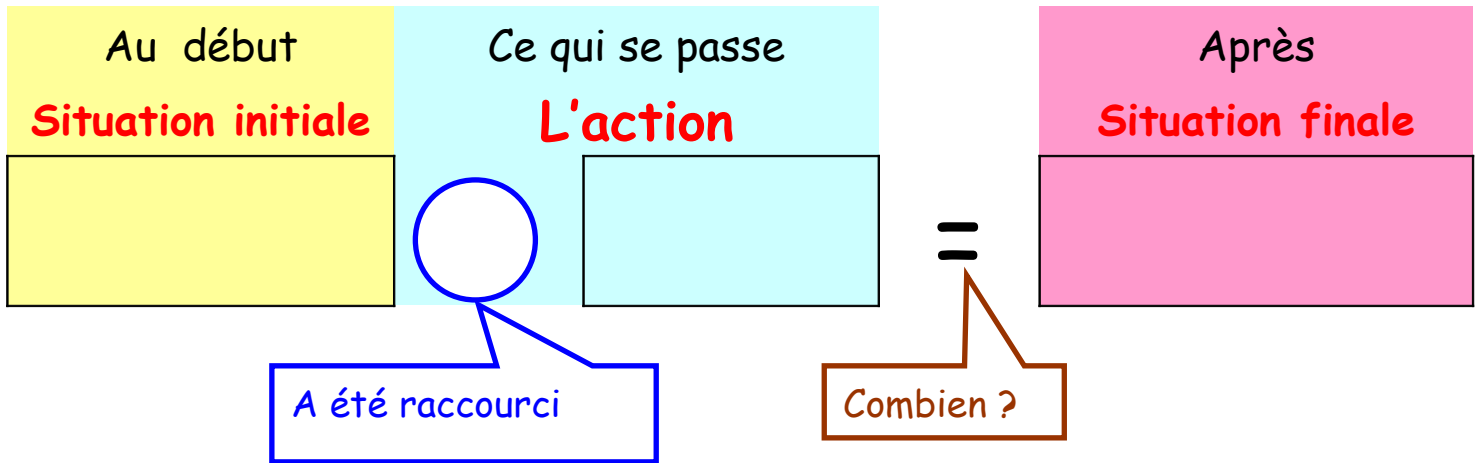 Au début
Situation initiale
Ce qui se passe
L'action
=
Après
Situation finale
A été raccourci
Combien ?